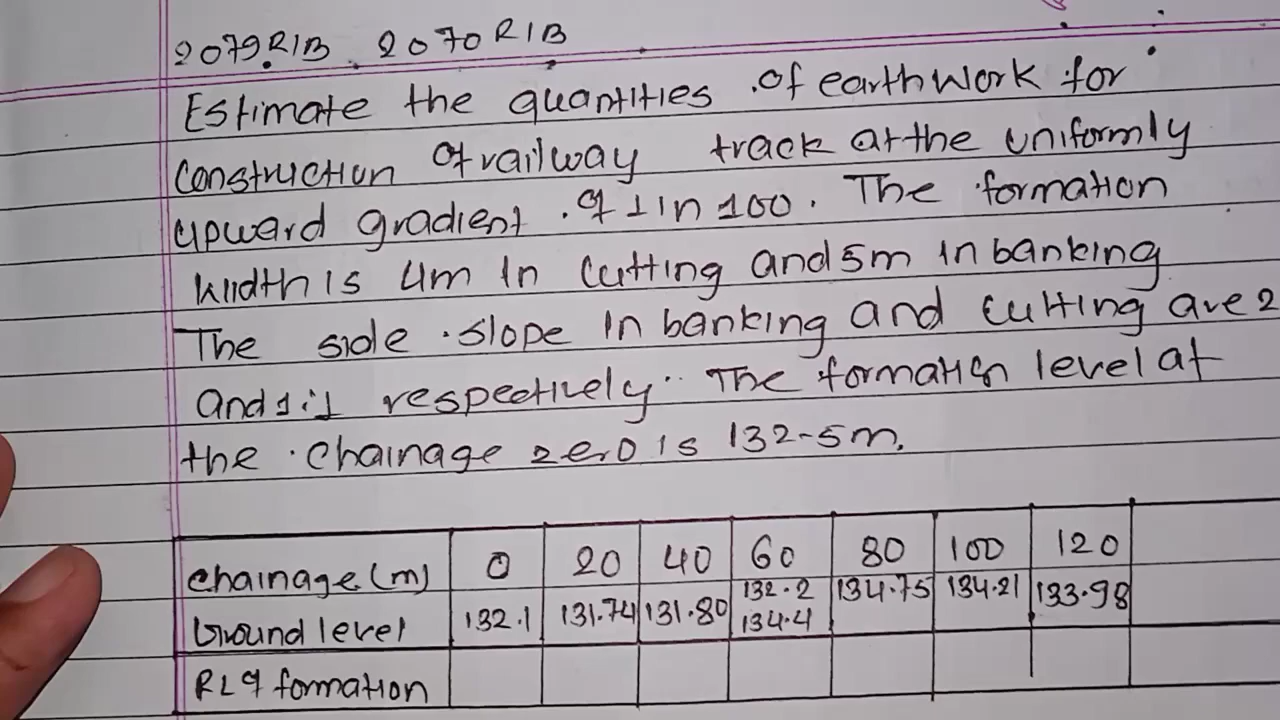 2079 R/B. 2070 R/B
Estimate the quantities of earthwork for
construction of railway track at the uniformly
upward gradient of 1 in 100. The formation
width is 4m in cutting and 5m in banking
The side slope in banking and cutting are 2
and 1:1 respectively. The formation level at
the chainage zero is 132-5m.
chainage (m) 0 20 40 60 80 100 120
Ground level 132.1 131.74 131.80 132.2 134.4 134.75 134.21 133.98
RL of formation